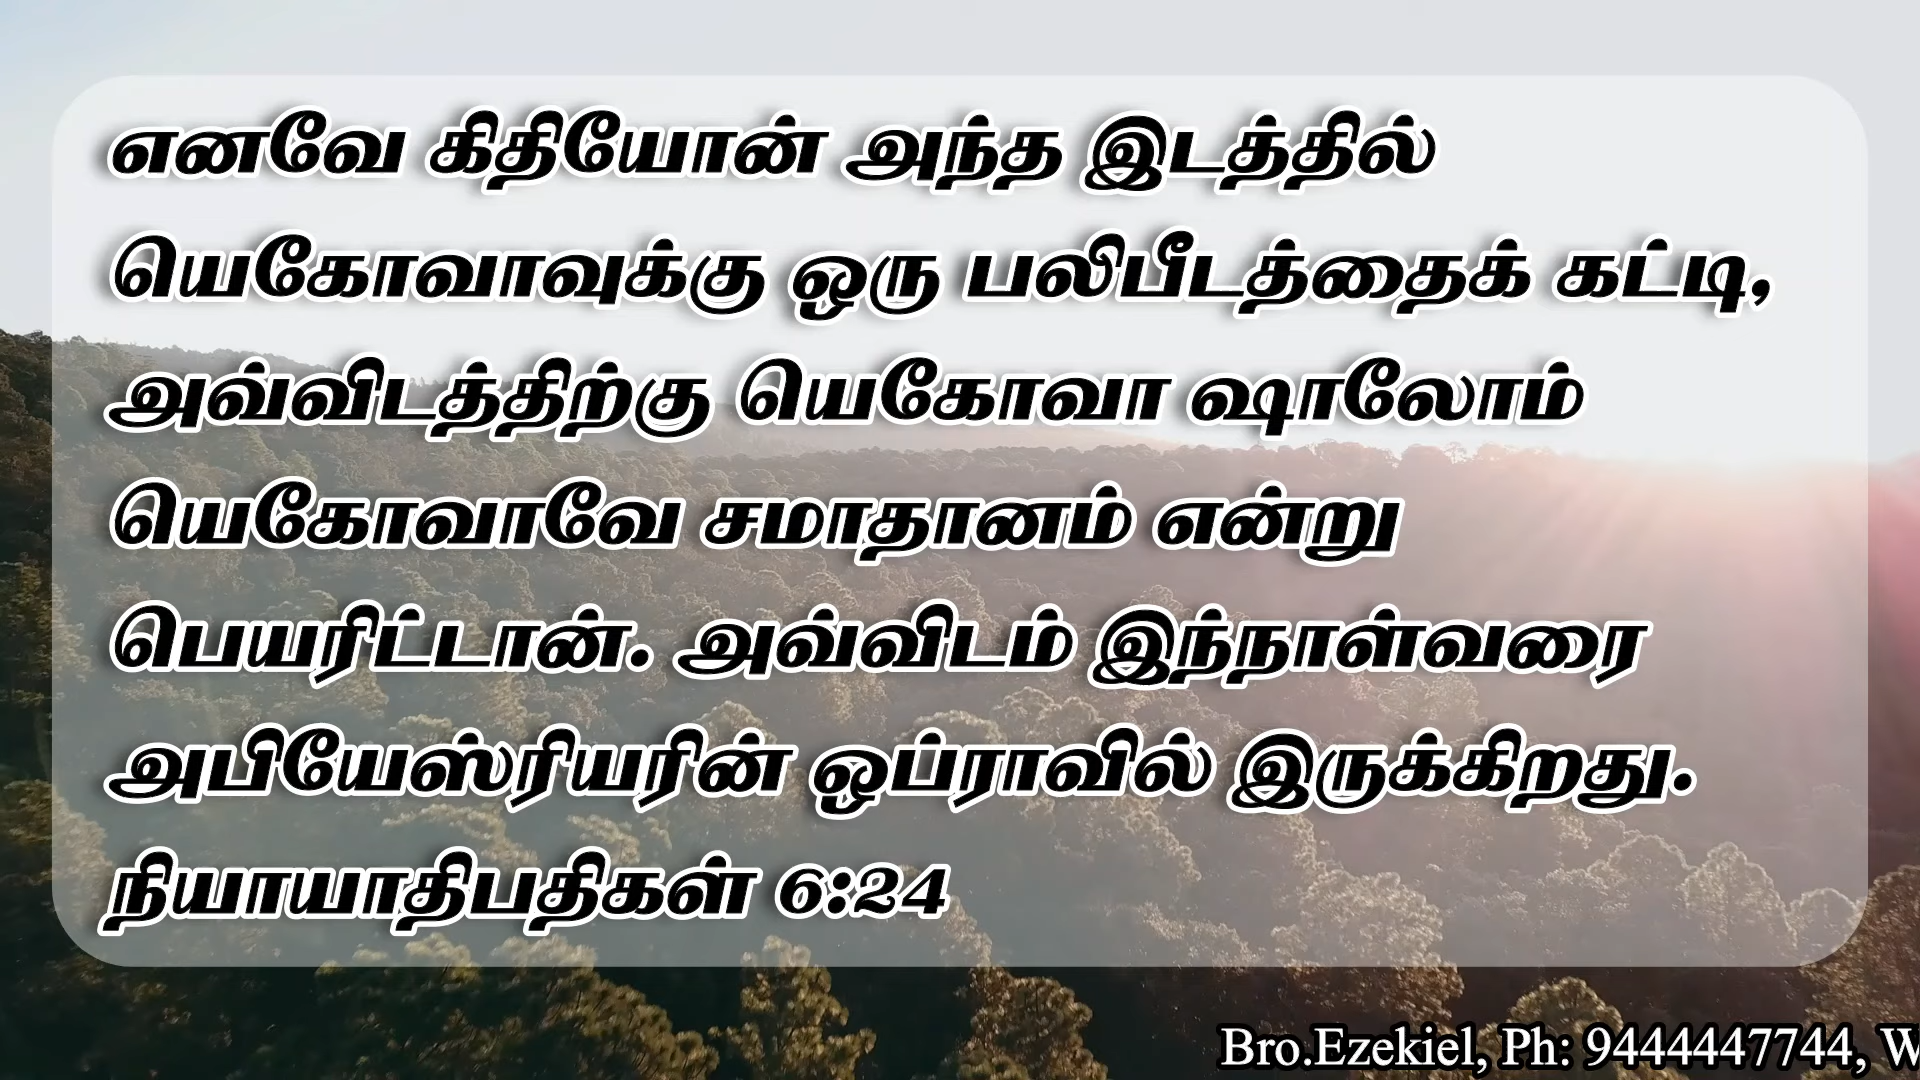 எனவே கிதியோன் அந்த இடத்தில்
யெகோவாவுக்கு ஒரு பலிபீடத்தைக் கட்டி,
அவ்விடத்திற்கு யெகோவா ஷாலோம்
யெகோவாவே சமாதானம் என்று
பெயரிட்டான். அவ்விடம் இந்நாள்வரை
அபியேஸ்ரியரின் ஒப்ராவில் இருக்கிறது.
நியாயாதிபதிகள் 6:24
Bro.Ezekiel, Ph: 9444447744, W